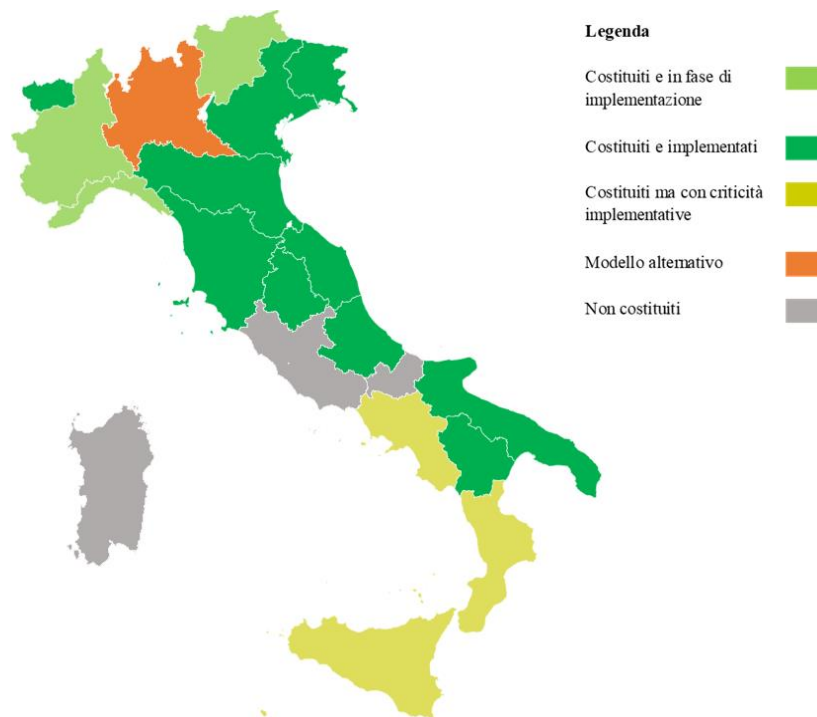 Legenda
Costituiti e in fase di
implementazione
Costituiti e implementati
Costituiti ma con criticità
implementative
Modello alternativo
Non costituiti